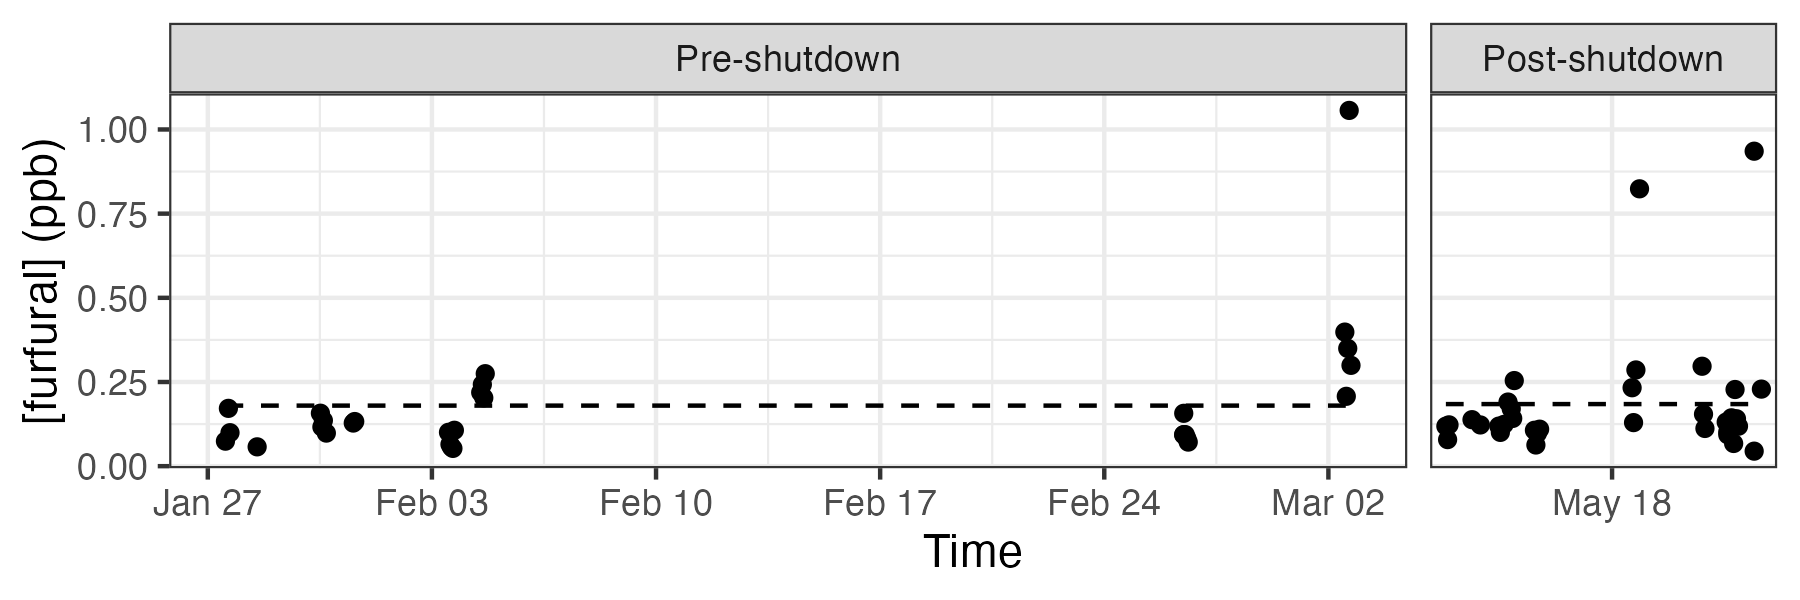 Pre-shutdown
Post-shutdown
[furfural] (ppb)
1.00
0.75
0.50
0.25
0.00
Jan 27
Feb 03
Feb 10
Feb 17
Feb 24
Mar 02
May 18
Time